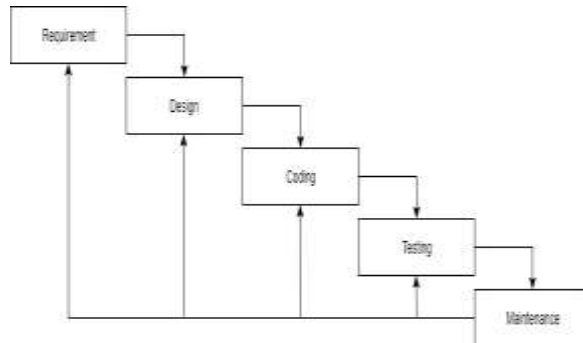 Requirement
Design
Coding
Testing
Maintenance